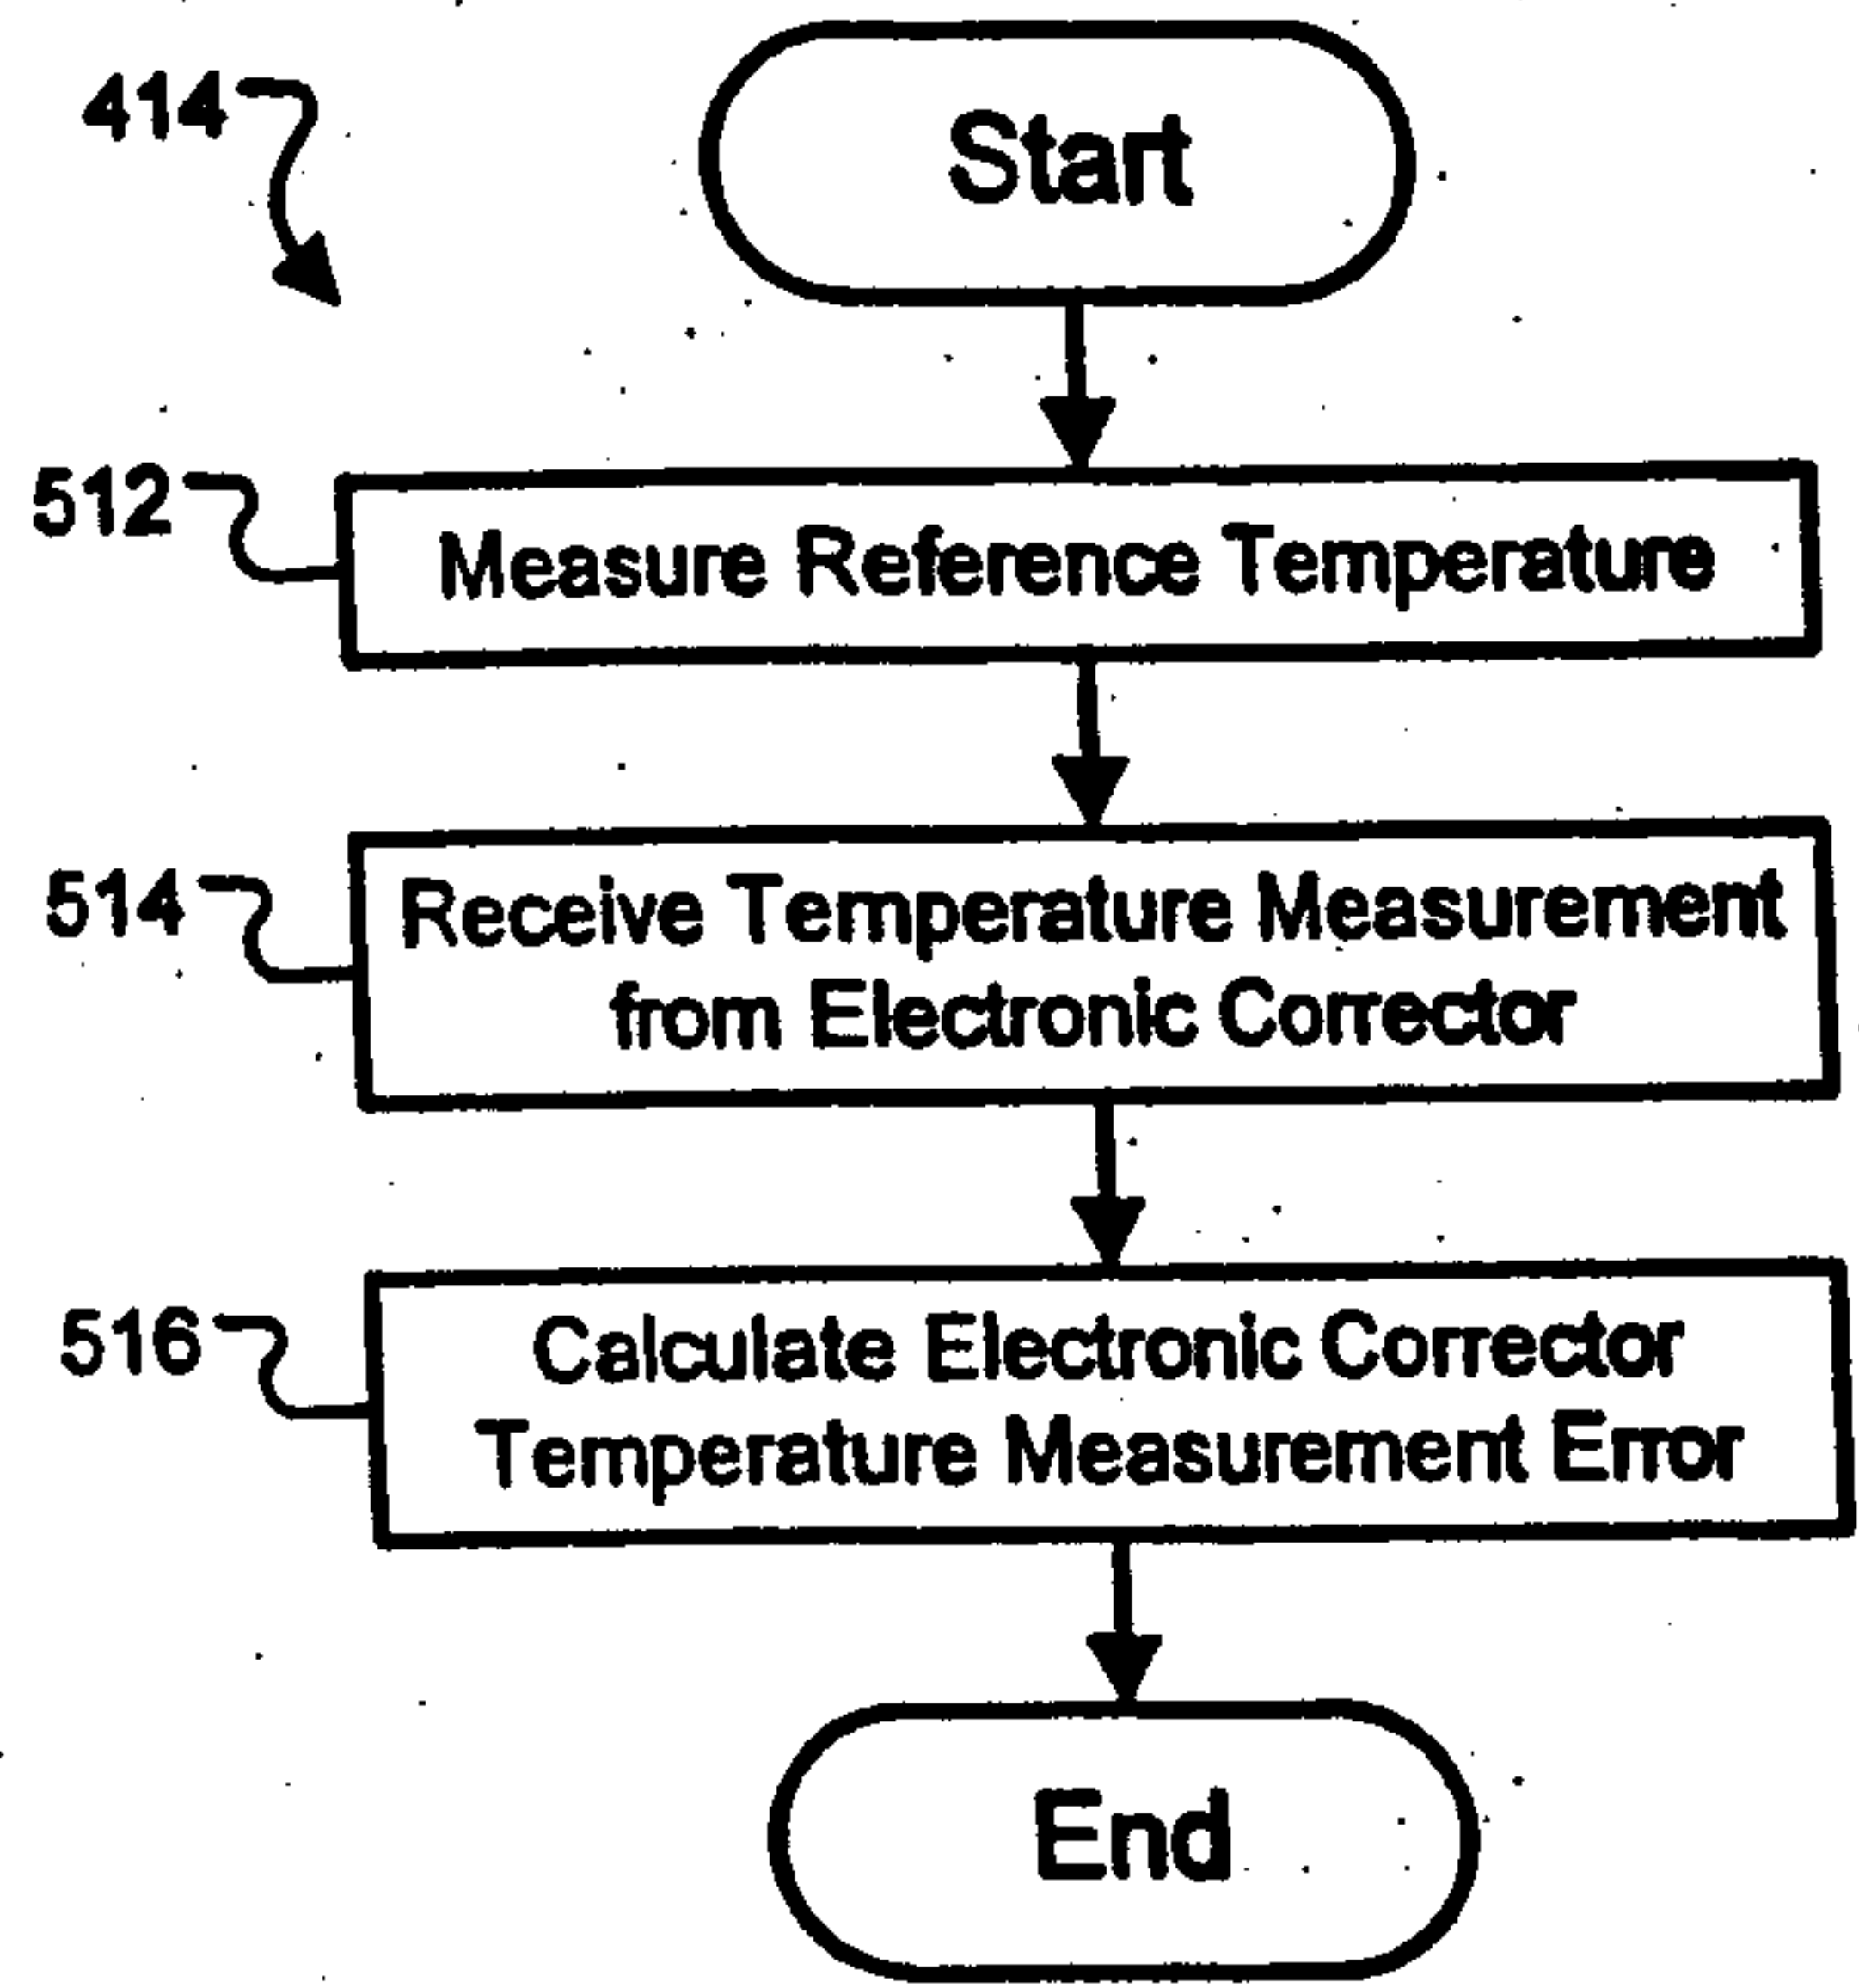 414
Start
512
Measure Reference Temperature
514
Receive Temperature Measurement
from Electronic Corrector
516
Calculate Electronic Corrector
Temperature Measurement Error
End